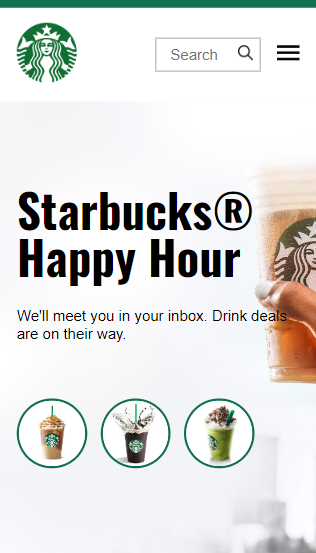 Search
Starbucks®
Happy Hour
We'll meet you in your inbox. Drink deals
are on their way.